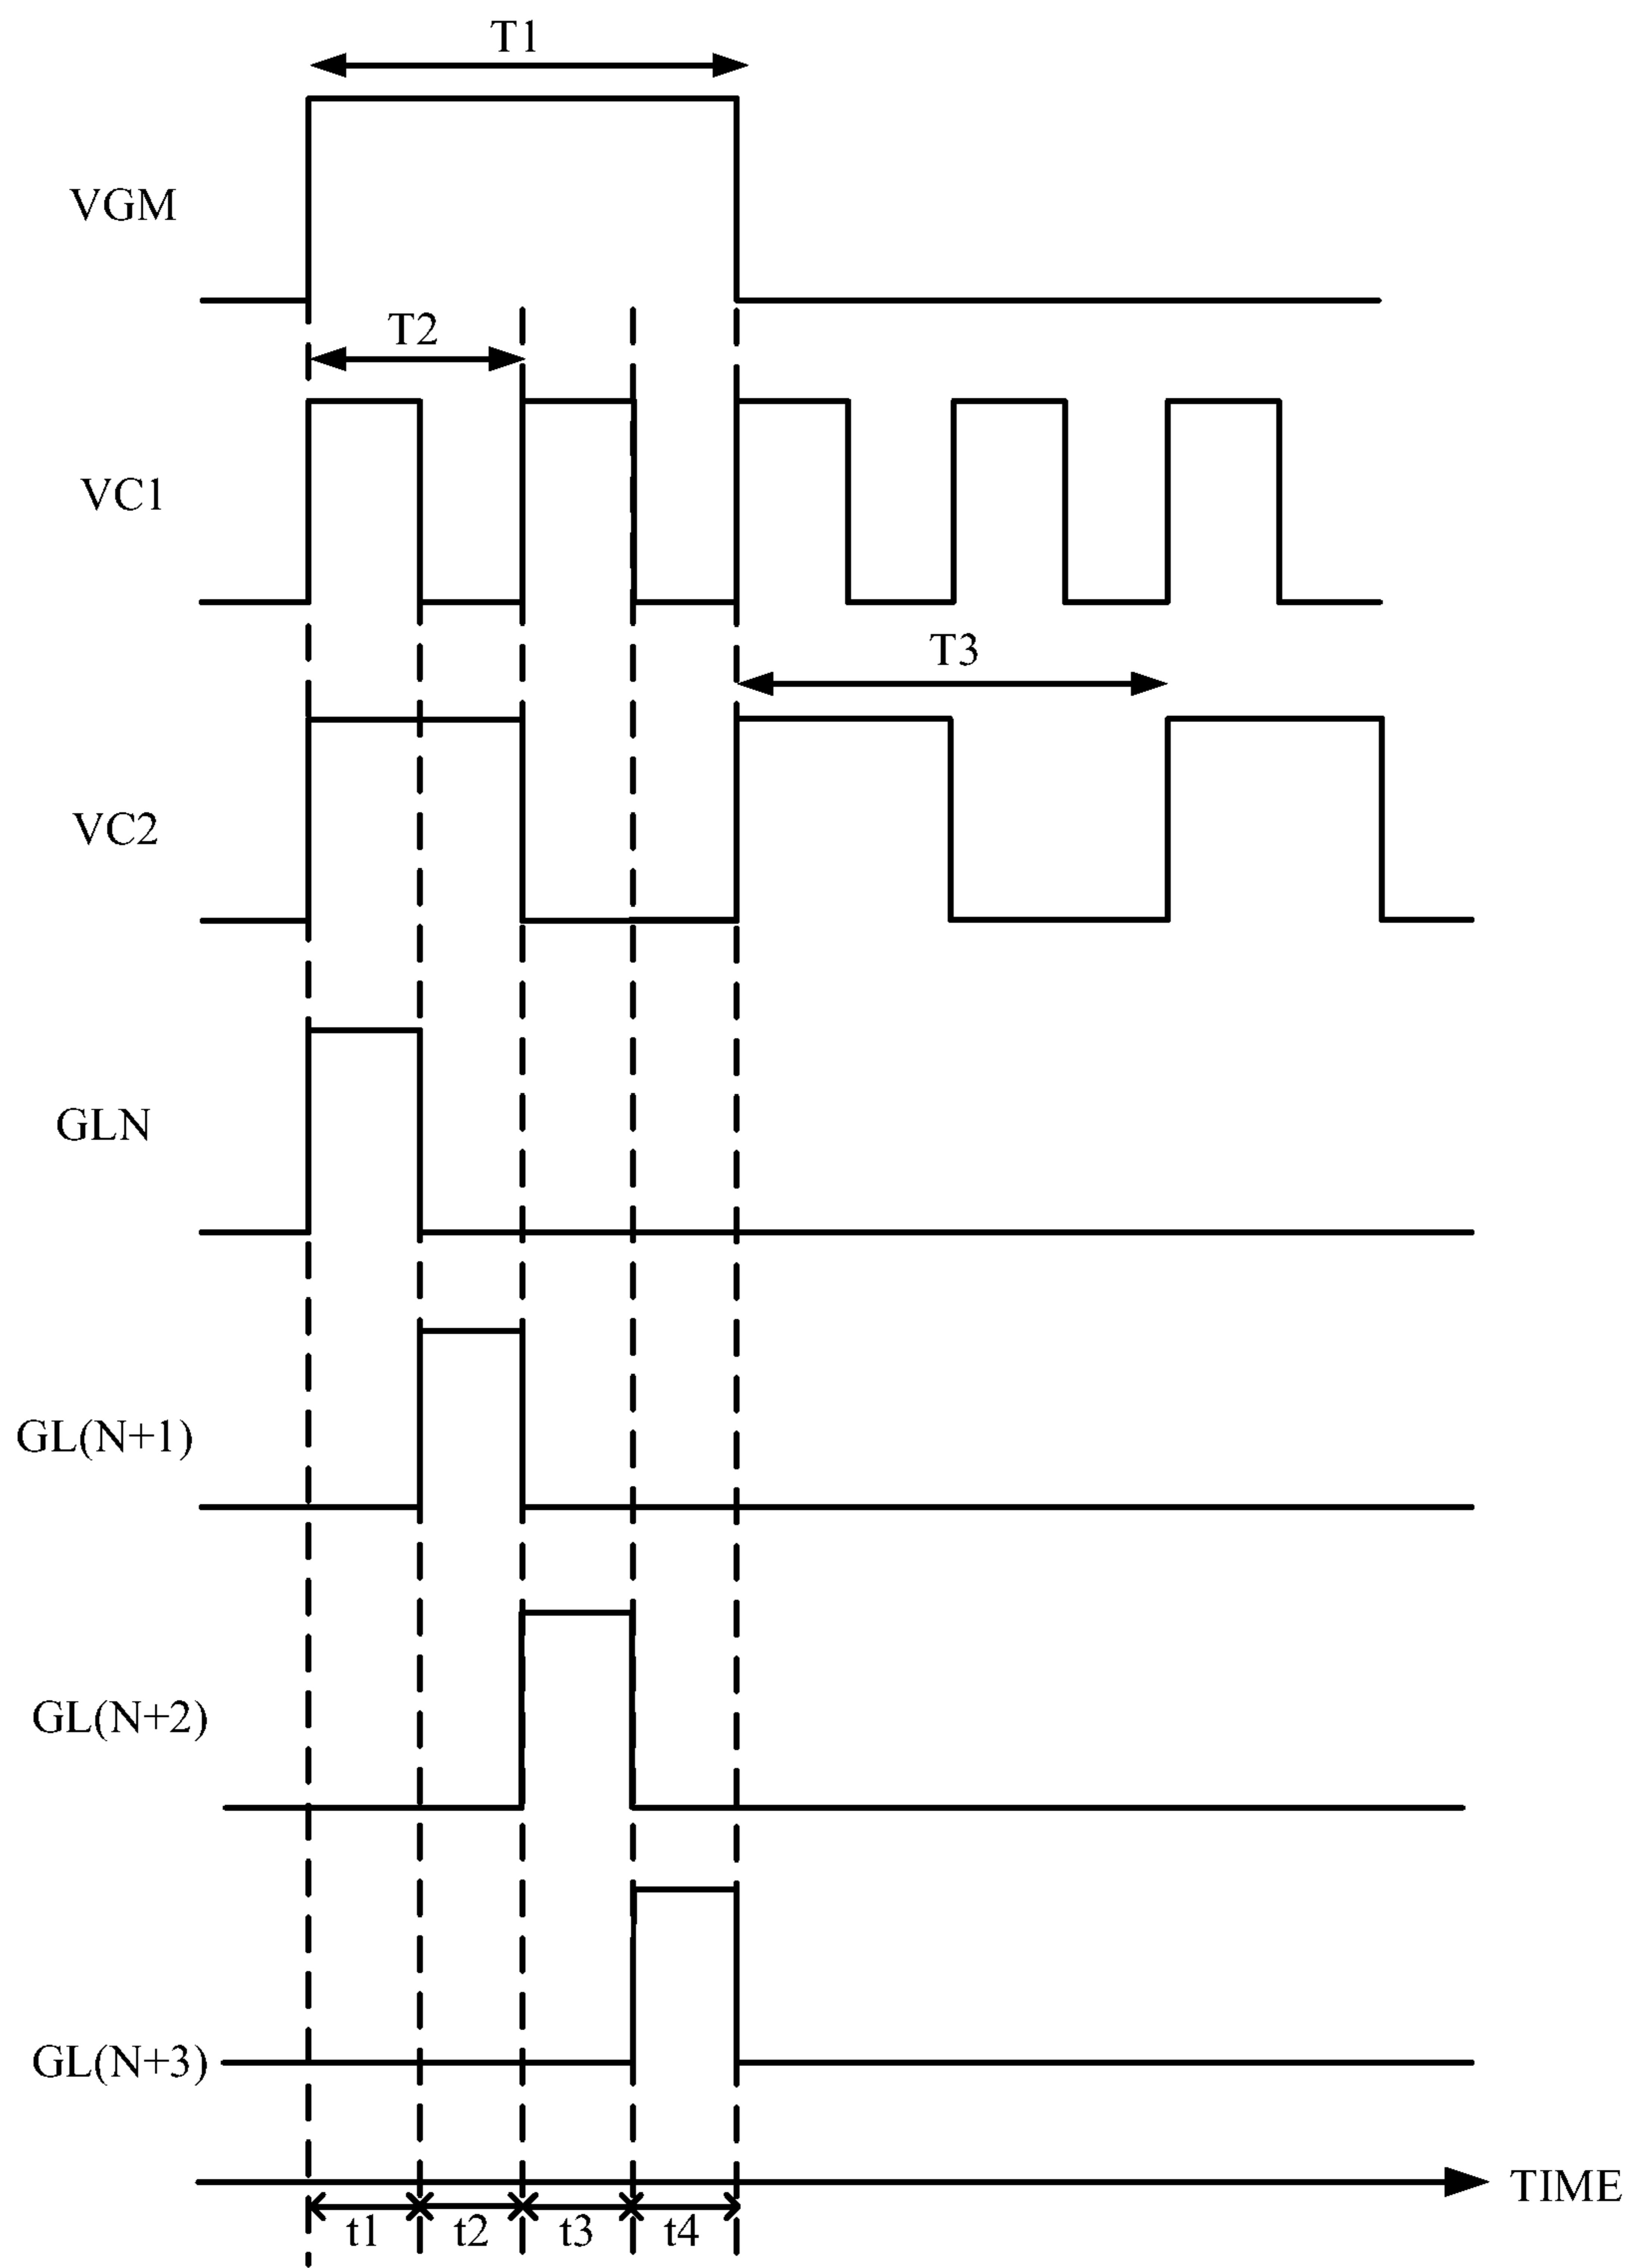 T1
VGM
T2
VC1
T3
VC2
GLN
GL(N+1)
GL(N+2)
GL(N+3)
TIME
t1 t2 t3 t4